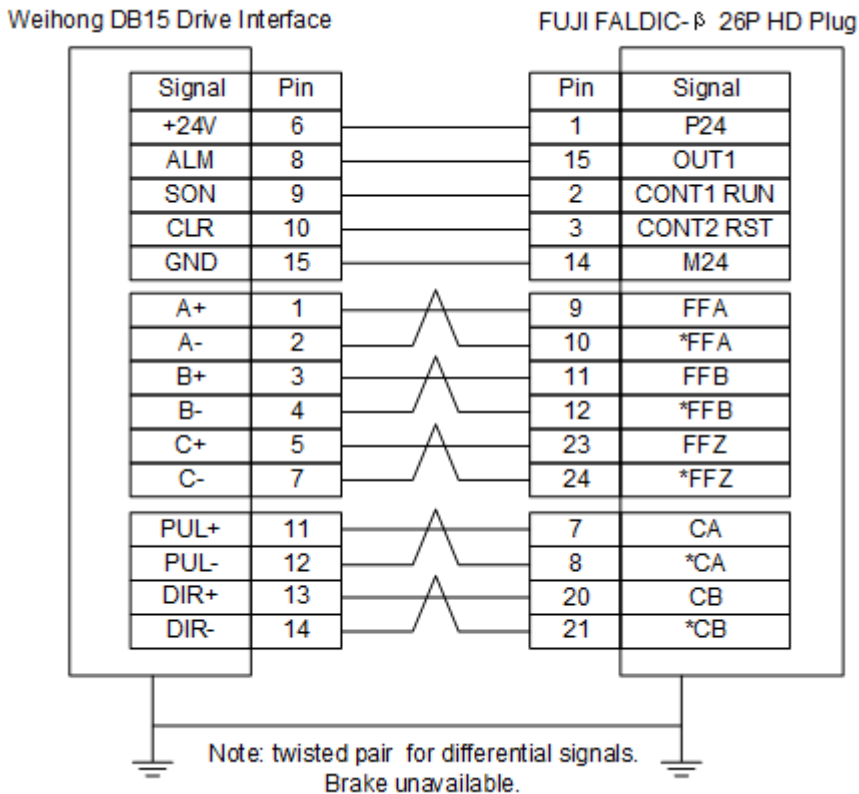 Weihong DB15 Drive Interface FUJI FALDIC-β 26P HD Plug
Signal Pin Pin Signal
+24V 6 1 P24
ALM 8 15 OUT1
SON 9 2 CONT1 RUN
CLR 10 3 CONT2 RST
GND 15 14 M24
A+ 1 9 FFA
A- 2 10 *FFA
B+ 3 11 FFB
B- 4 12 *FFB
C+ 5 23 FFZ
C- 7 24 *FFZ
PUL+ 11 7 CA
PUL- 12 8 *CA
DIR+ 13 20 CB
DIR- 14 21 *CB
Note: twisted pair for differential signals.
Brake unavailable.